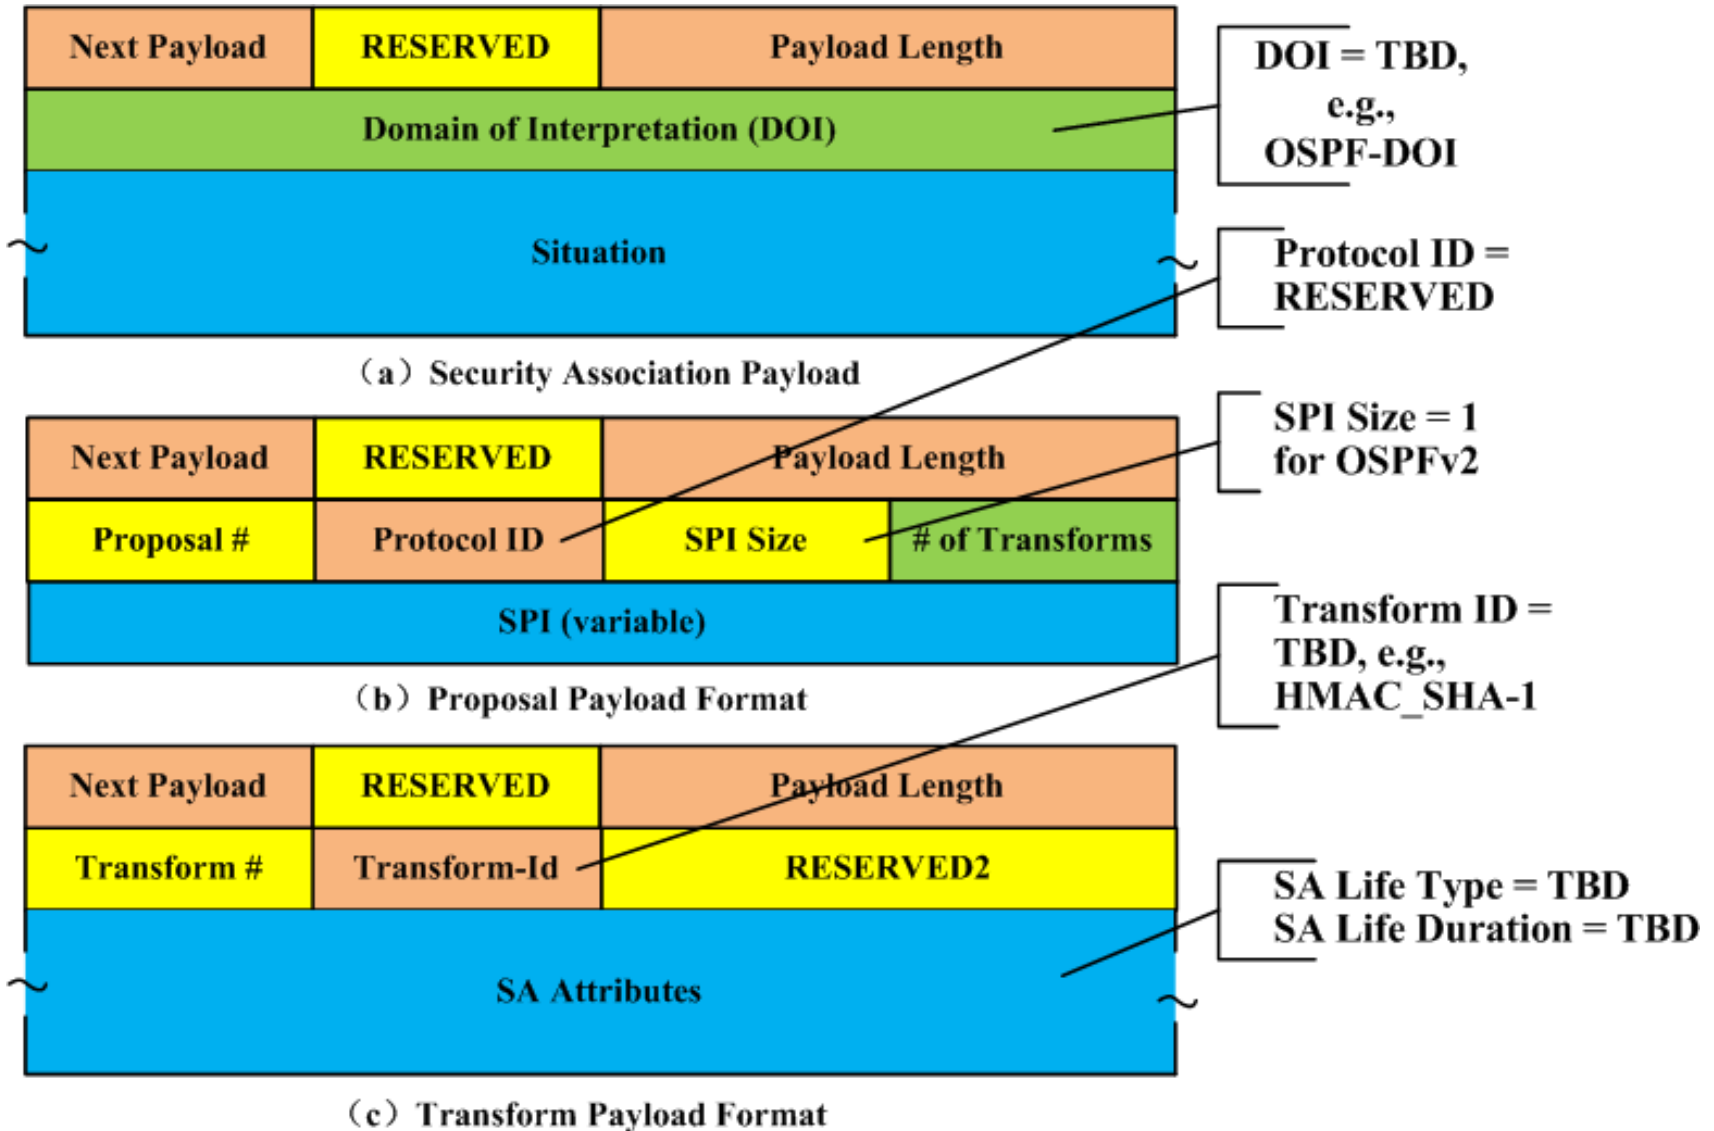 Next Payload RESERVED Payload Length
Domain of Interpretation (DOI)
Situation
（a）Security Association Payload
DOI = TBD,
e.g.,
OSPF-DOI
Protocol ID =
RESERVED
Next Payload RESERVED Payload Length
Proposal # Protocol ID SPI Size # of Transforms
SPI (variable)
（b）Proposal Payload Format
SPI Size = 1
for OSPFv2
Transform ID =
TBD, e.g.,
HMAC_SHA-1
Next Payload RESERVED Payload Length
Transform # Transform-Id RESERVED2
SA Attributes
（c）Transform Payload Format
SA Life Type = TBD
SA Life Duration = TBD